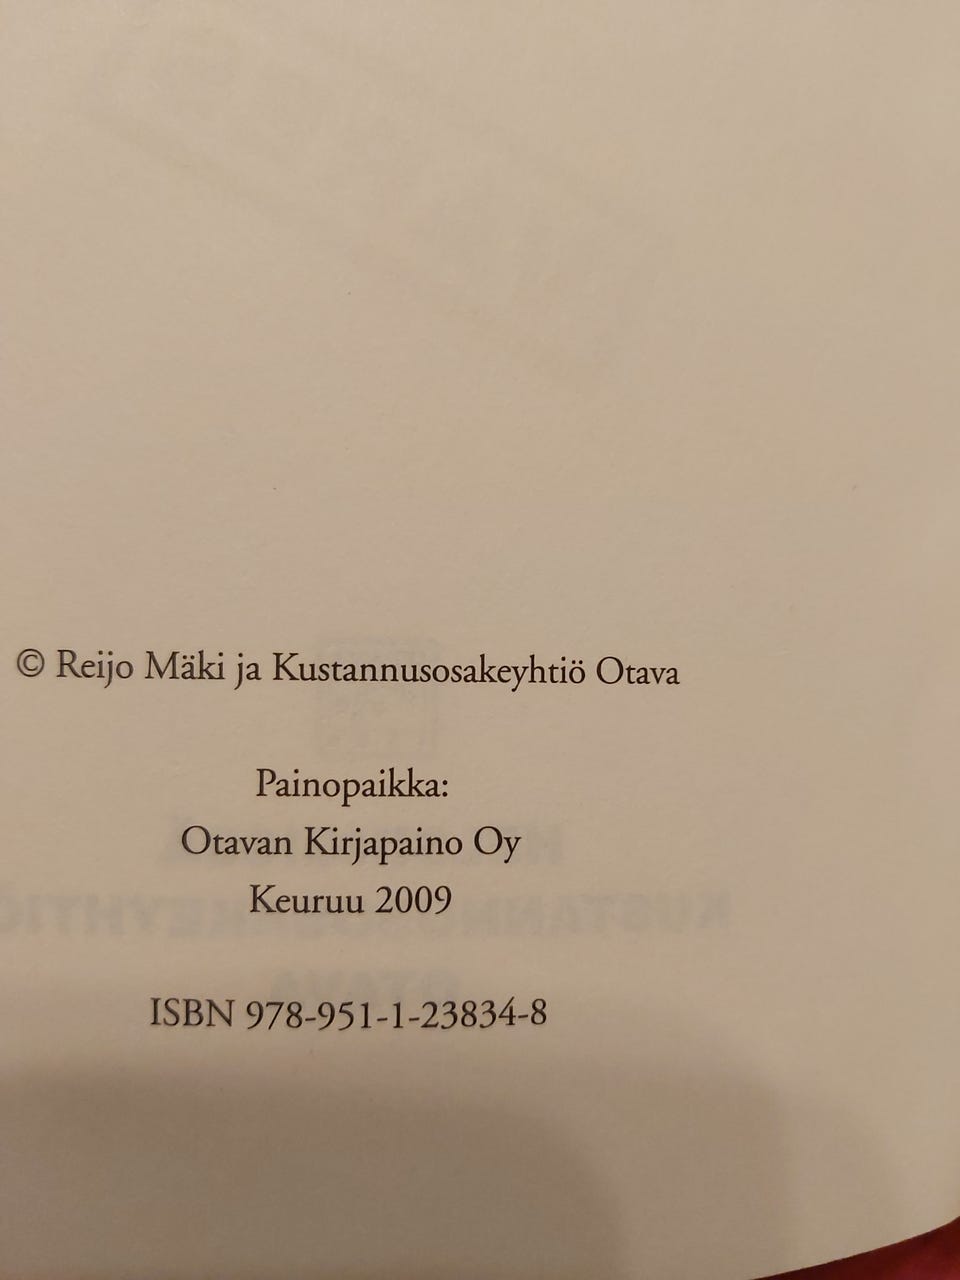 © Reijo Mäki ja Kustannusosakeyhtiö Otava
Painopaikka:
Otavan Kirjapaino Oy
Keuruu 2009
ISBN 978-951-1-23834-8